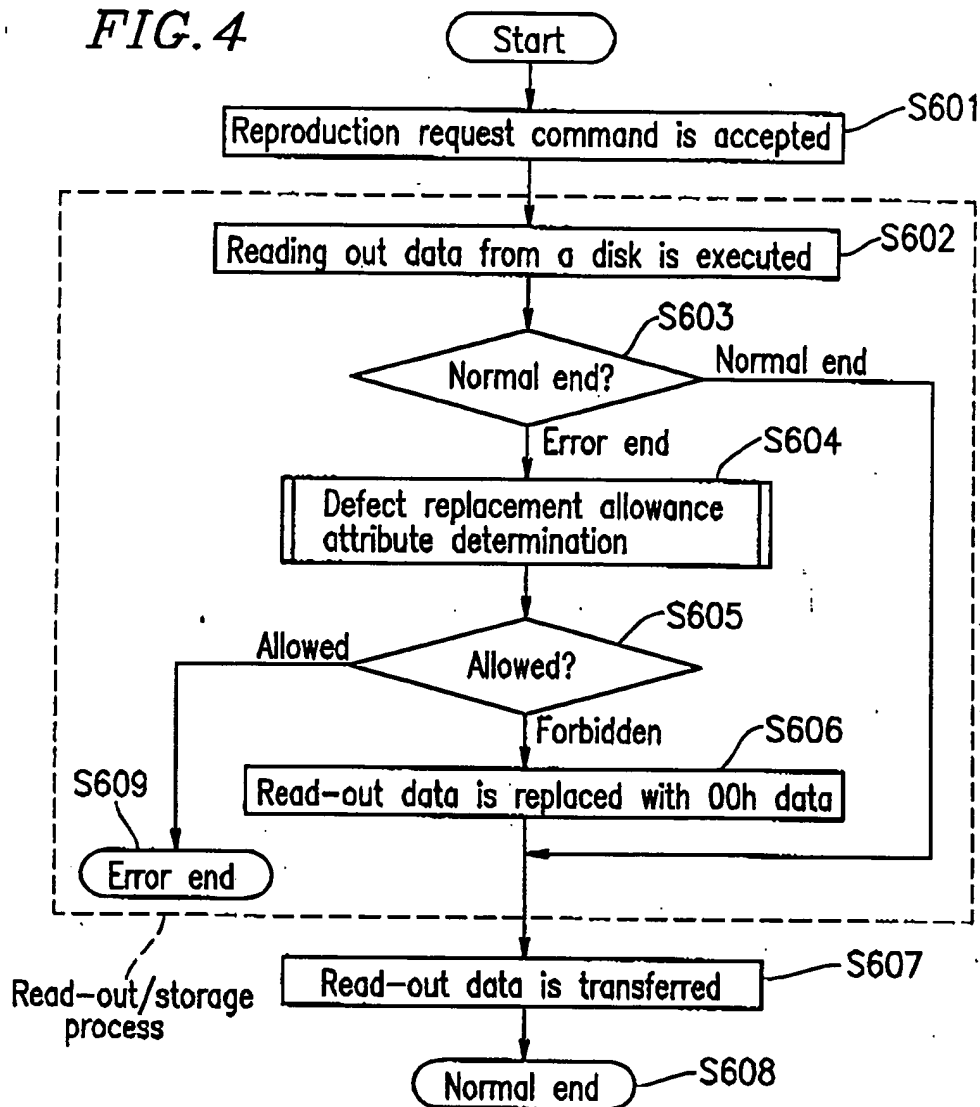 FIG. 4
Start
S601
Reproduction request command is accepted
S602
Reading out data from a disk is executed
S603
Normal end?
Normal end
Error end
S604
Defect replacement allowance
attribute determination
S605
Allowed
Allowed?
Forbidden
S606
Read-out data is replaced with 00h data
S609
Error end
Read-out/storage
process
S607
Read-out data is transferred
S608
Normal end